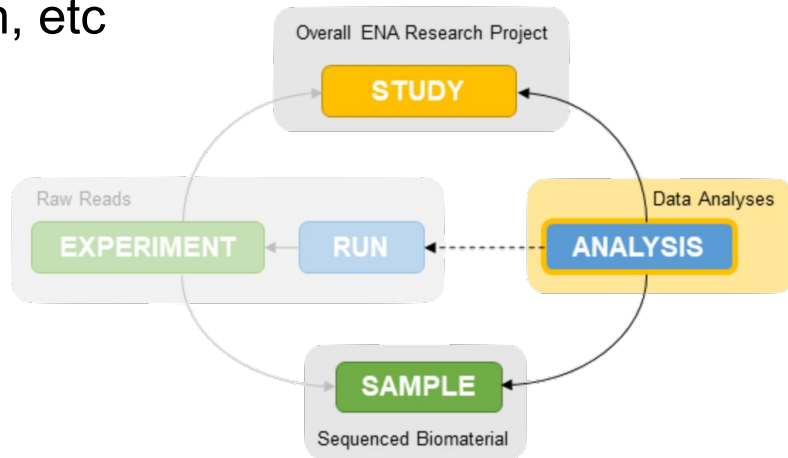 , etc
Overall ENA Research Project
STUDY
Raw Reads
EXPERIMENT
RUN
Data Analyses
ANALYSIS
SAMPLE
Sequenced Biomaterial